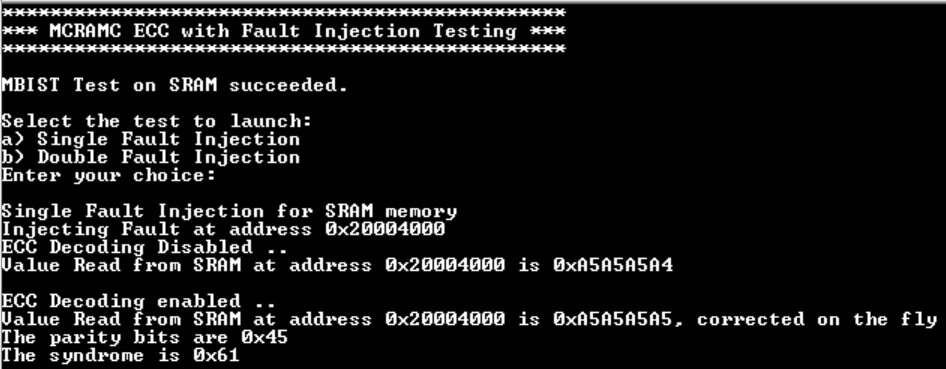 ***********************************************
*** MCRAMC ECC with Fault Injection Testing ***
***********************************************
MBIST Test on SRAM succeeded.
Select the test to launch:
a) Single Fault Injection
b) Double Fault Injection
Enter your choice:
Single Fault Injection for SRAM memory
Injecting Fault at address 0x20004000
ECC Decoding Disabled ..
Value Read from SRAM at address 0x20004000 is 0xA5A5A5A4
ECC Decoding enabled ..
Value Read from SRAM at address 0x20004000 is 0xA5A5A5A5, corrected on the fly
The parity bits are 0x45
The syndrome is 0x61